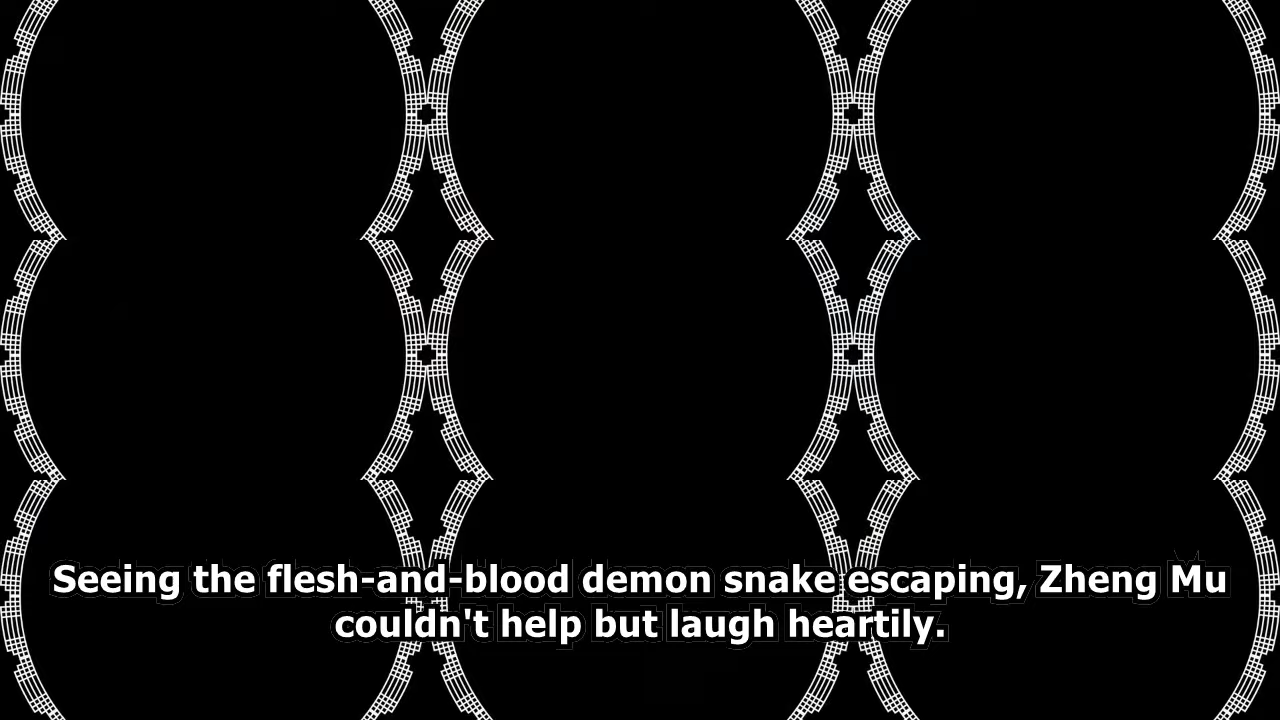 Seeing the flesh-and-blood demon snake escaping, Zheng Mu
couldn't help but laugh heartily.